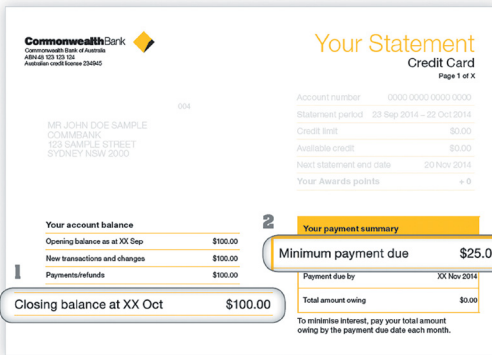 CommonwealthBank
Commonwealth Bank of Australia
ABN 48 123 123 124
Australian credit license 234945
Your Statement
Credit Card
Page 1 of X
004
MR JOHN DOE SAMPLE
COMMBANK
123 SAMPLE STREET
SYDNEY NSW 2000
Account number 0000 0000 0000 0000
Statement period 23 Sep 2014 – 22 Oct 2014
Credit limit $0.00
Available credit $0.00
Next statement end date 20 Nov 2014
Your Awards points + 0
Your account balance
Opening balance as at XX Sep $100.00
New transactions and changes $100.00
Payments/refunds $100.00
1
Closing balance at XX Oct $100.00
2
Your payment summary
Minimum payment due $25.0
Payment due by XX Nov 2014
Total amount owing $0.00
To minimise interest, pay your total amount
owing by the payment due date each month.